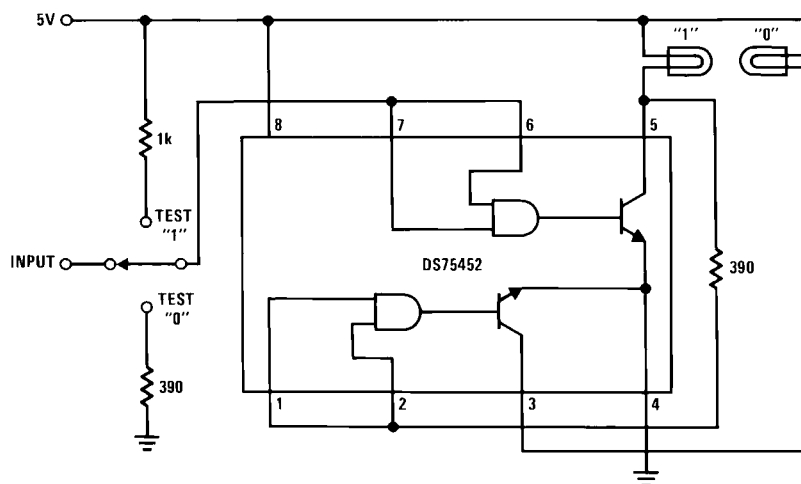 5V
"1" "0"
8 7 6 5
1k
TEST
"1"
INPUT
DS75452
390
TEST
"0"
390
1 2 3 4